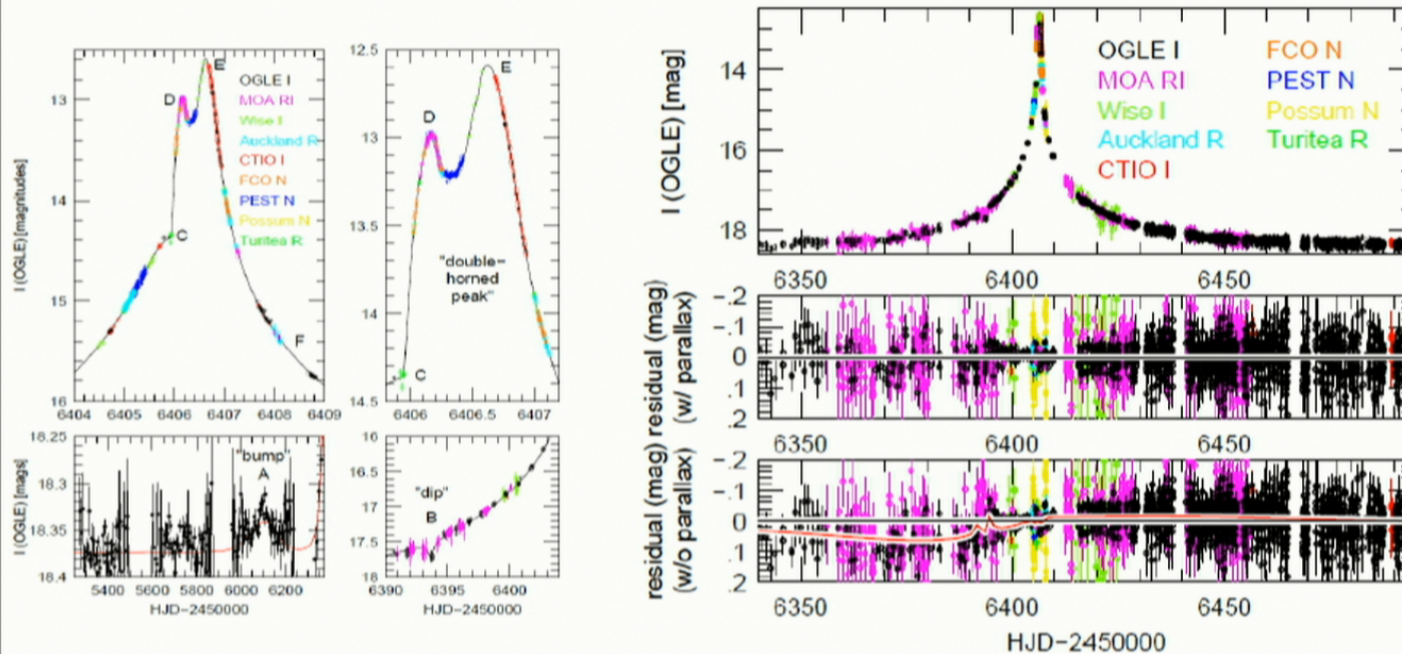 12.5
13
14
15
16
I (OGLE) [magnitudes]
D
E
C
F
OGLE I
MOA RI
Wise I
Auckland R
CTIO I
FCO N
PEST N
Possum N
Turitea R
6404 6405 6406 6407 6408 6409
13
13.5
14
14.5
D
E
C
"double-
horned
peak"
6406 6406.5 6407
18.25
18.3
18.35
18.4
I (OGLE) [mags]
"bump"
A
5400 5600 5800 6000 6200
HJD-2450000
16
16.5
17
17.5
18
"dip"
B
6390 6395 6400
HJD-2450000
14
16
18
I (OGLE) [mag]
OGLE I
MOA RI
Wise I
Auckland R
CTIO I
FCO N
PEST N
Possum N
Turitea R
6350 6400 6450
residual (mag)
(w/ parallax)
-.2
-.1
0
.1
.2
6350 6400 6450
residual (mag)
(w/o parallax)
-.2
-.1
0
.1
.2
6350 6400 6450
HJD-2450000